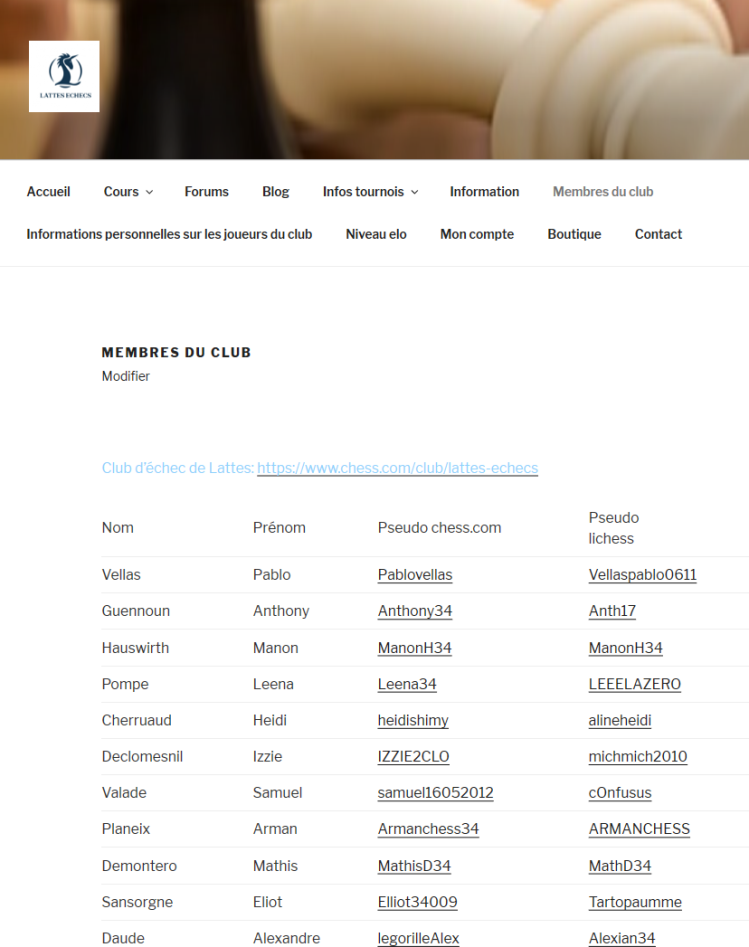 LATTES ECHECS
Accueil Cours Forums Blog Infos tournois Information Membres du club
Informations personnelles sur les joueurs du club Niveau elo Mon compte Boutique Contact
MEMBRES DU CLUB
Modifier
Club d'échec de Lattes: https://www.chess.com/club/lattes-echecs
Nom Prénom Pseudo chess.com Pseudo
lichess
Vellas Pablo Pablovellas Vellaspablo0611
Guennoun Anthony Anthony34 Anth17
Hauswirth Manon ManonH34 ManonH34
Pompe Leena Leena34 LEEELAZERO
Cherruaud Heidi heidishimy alineheidi
Declomesnil Izzie IZZIE2CLO michmich2010
Valade Samuel samuel16052012 cOnfusus
Planeix Arman Armanchess34 ARMANCHESS
Demontero Mathis MathisD34 MathD34
Sansorgne Eliot Elliot34009 Tartopaumme
Daude Alexandre legorilleAlex Alexian34